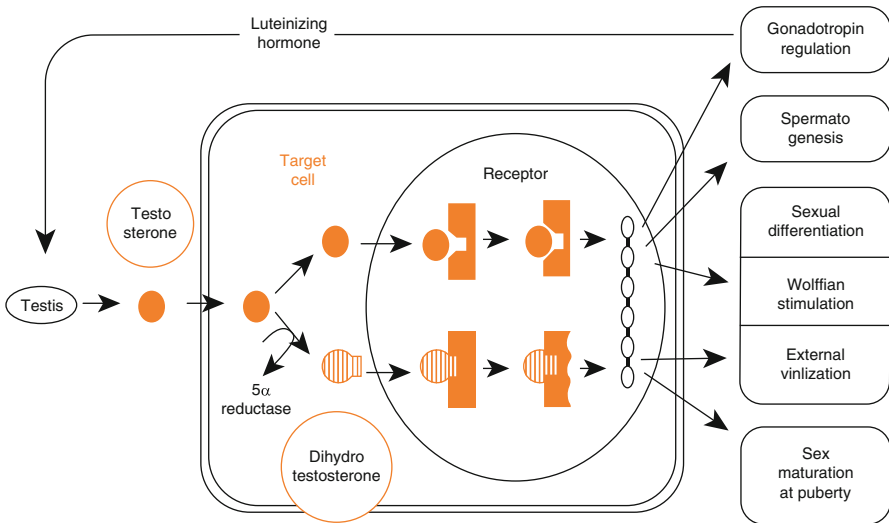 Luteinizing
hormone
Gonadotropin
regulation
Spermato
genesis
Target
cell
Receptor
Testo
sterone
Sexual
differentiation
Testis
Wolffian
stimulation
External
vinlization
5α
reductase
Dihydro
testosterone
Sex
maturation
at puberty